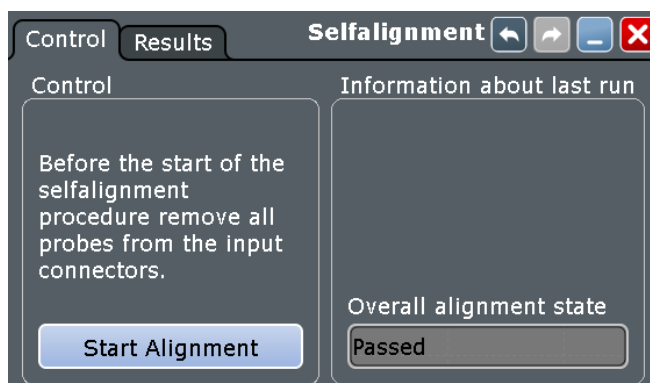 Control
Results
Selfalignment
Control
Information about last run
Before the start of the
selfalignment
procedure remove all
probes from the input
connectors.
Start Alignment
Overall alignment state
Passed